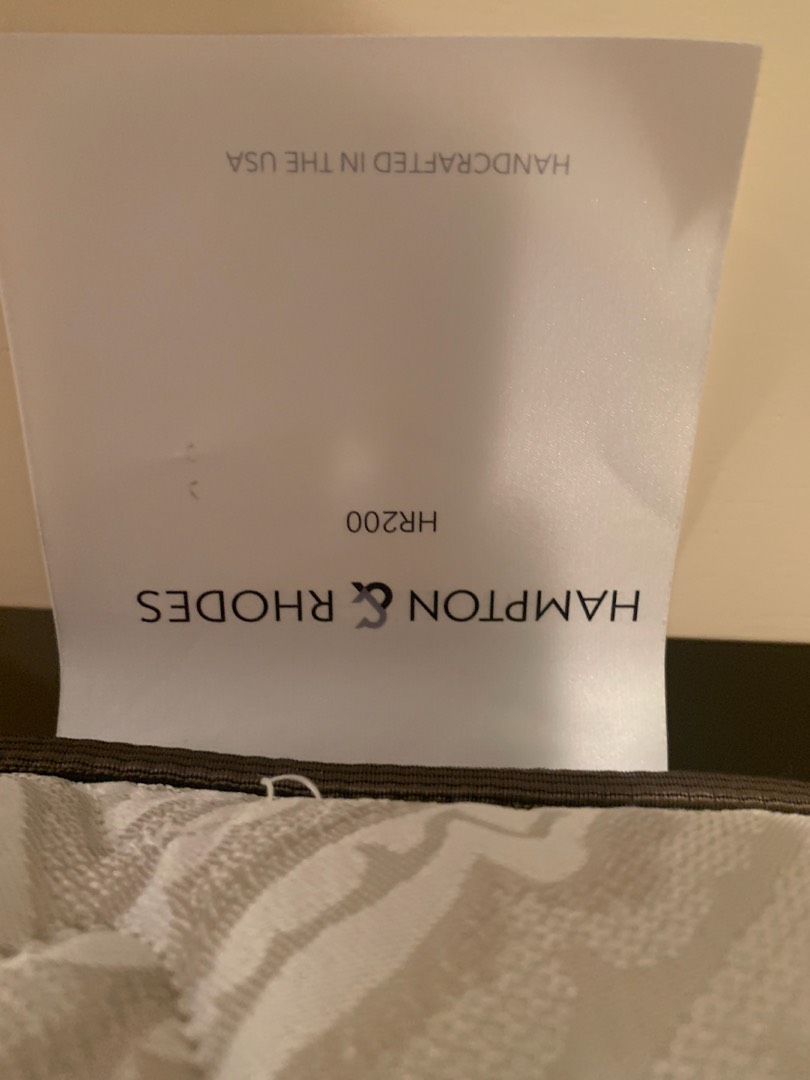 HAMPTON & RHODES
HR200
HANDCRAFTED IN THE USA